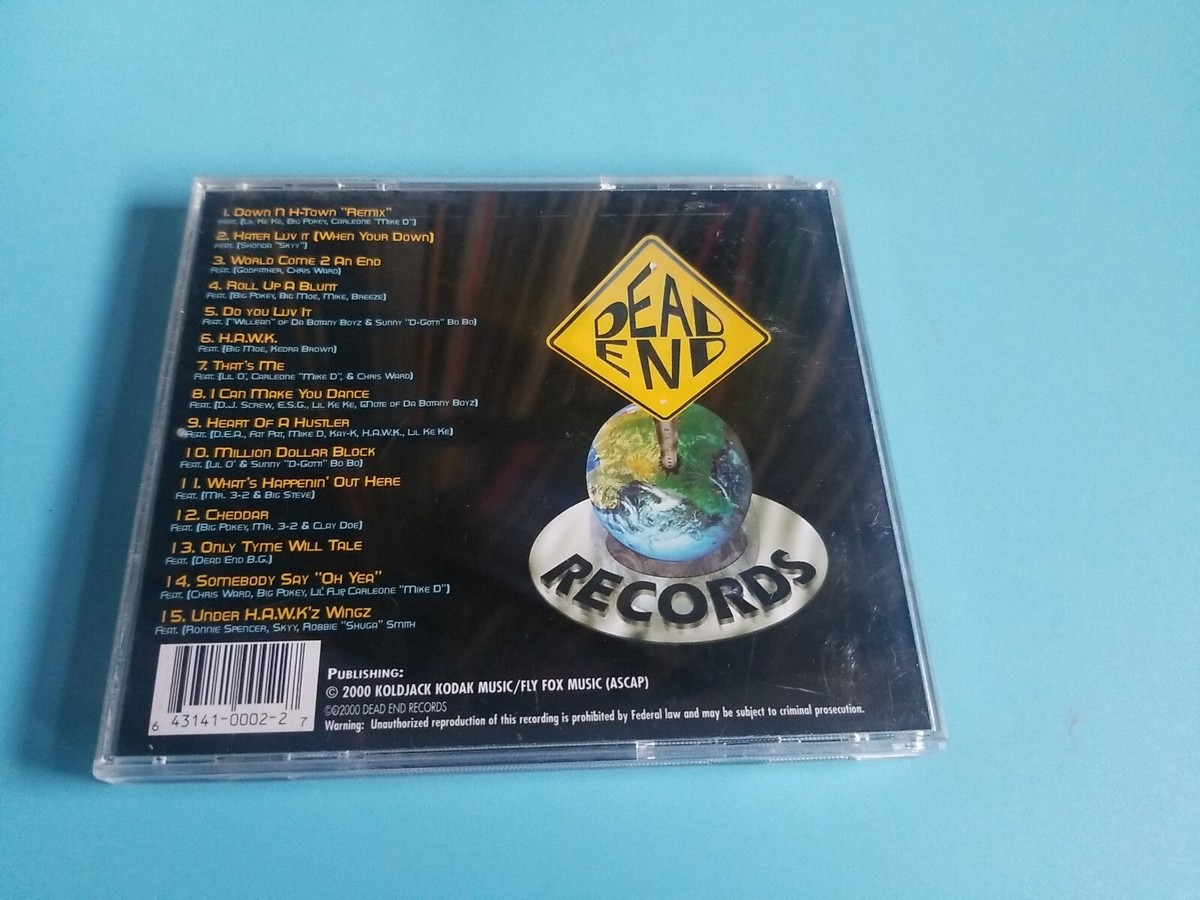 1. Down N H-Town "Remix"
feat. (Lil Ke Ke, Big Pokey, Carleone "Mike D")
2. Hater Luv it (When Your Down)
feat. (Shonda "Skyy")
3. World Come 2 An End
Feat. (Godfather, Chris Ward)
4. Roll Up A Blunt
Feat. (Big Pokey, Big Moe, Mike, Breeze)
5. Do you Luv It
Feat. ("Willean" of Da Botany Boyz & Sunny "D-Gotti" Bo Bo)
6. H.A.W.K.
Feat. (Big Moe, Kedra Brown)
7. That's Me
Feat. (Lil O', Carleone "Mike D", & Chris Ward)
8. I Can Make You Dance
Feat. (D.J. Screw, E.S.G., Lil Ke Ke, Gnote of Da Botany Boyz)
9. Heart Of A Hustler
Feat. (D.E.A., Fat Pat, Mike D, Kay-K, H.A.W.K., Lil Ke Ke)
10. Million Dollar Block
Feat. (Lil O' & Sunny "D-Gotti" Bo Bo)
11. What's Happenin' Out Here
Feat. (Mr. 3-2 & Big Steve)
12. Cheddar
Feat. (Big Pokey, Mr. 3-2 & Clay Doe)
13. Only Tyme Will Tale
Feat. (Dead End B.G.)
14. Somebody Say "Oh Yea"
Feat. (Chris Ward, Big Pokey, Lil' Flip, Carleone "Mike D")
15. Under H.A.W.K'z Wingz
Feat. (Ronnie Spencer, Skyy, Robbie "Shuga" Smith
DEAD
END
RECORDS
6 43141-0002-2 7
Publishing:
© 2000 KOLDJACK KODAK MUSIC/FLY FOX MUSIC (ASCAP)
©℗2000 DEAD END RECORDS
Warning: Unauthorized reproduction of this recording is prohibited by Federal law and may be subject to criminal prosecution.